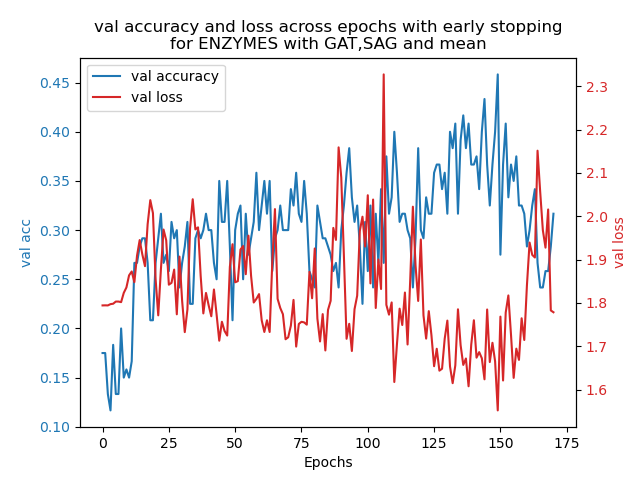 val accuracy and loss across epochs with early stopping
for ENZYMES with GAT,SAG and mean
val accuracy
val loss
0.45
0.40
0.35
0.30
0.25
0.20
0.15
0.10
val acc
2.3
2.2
2.1
2.0
1.9
1.8
1.7
1.6
val loss
0 25 50 75 100 125 150 175
Epochs